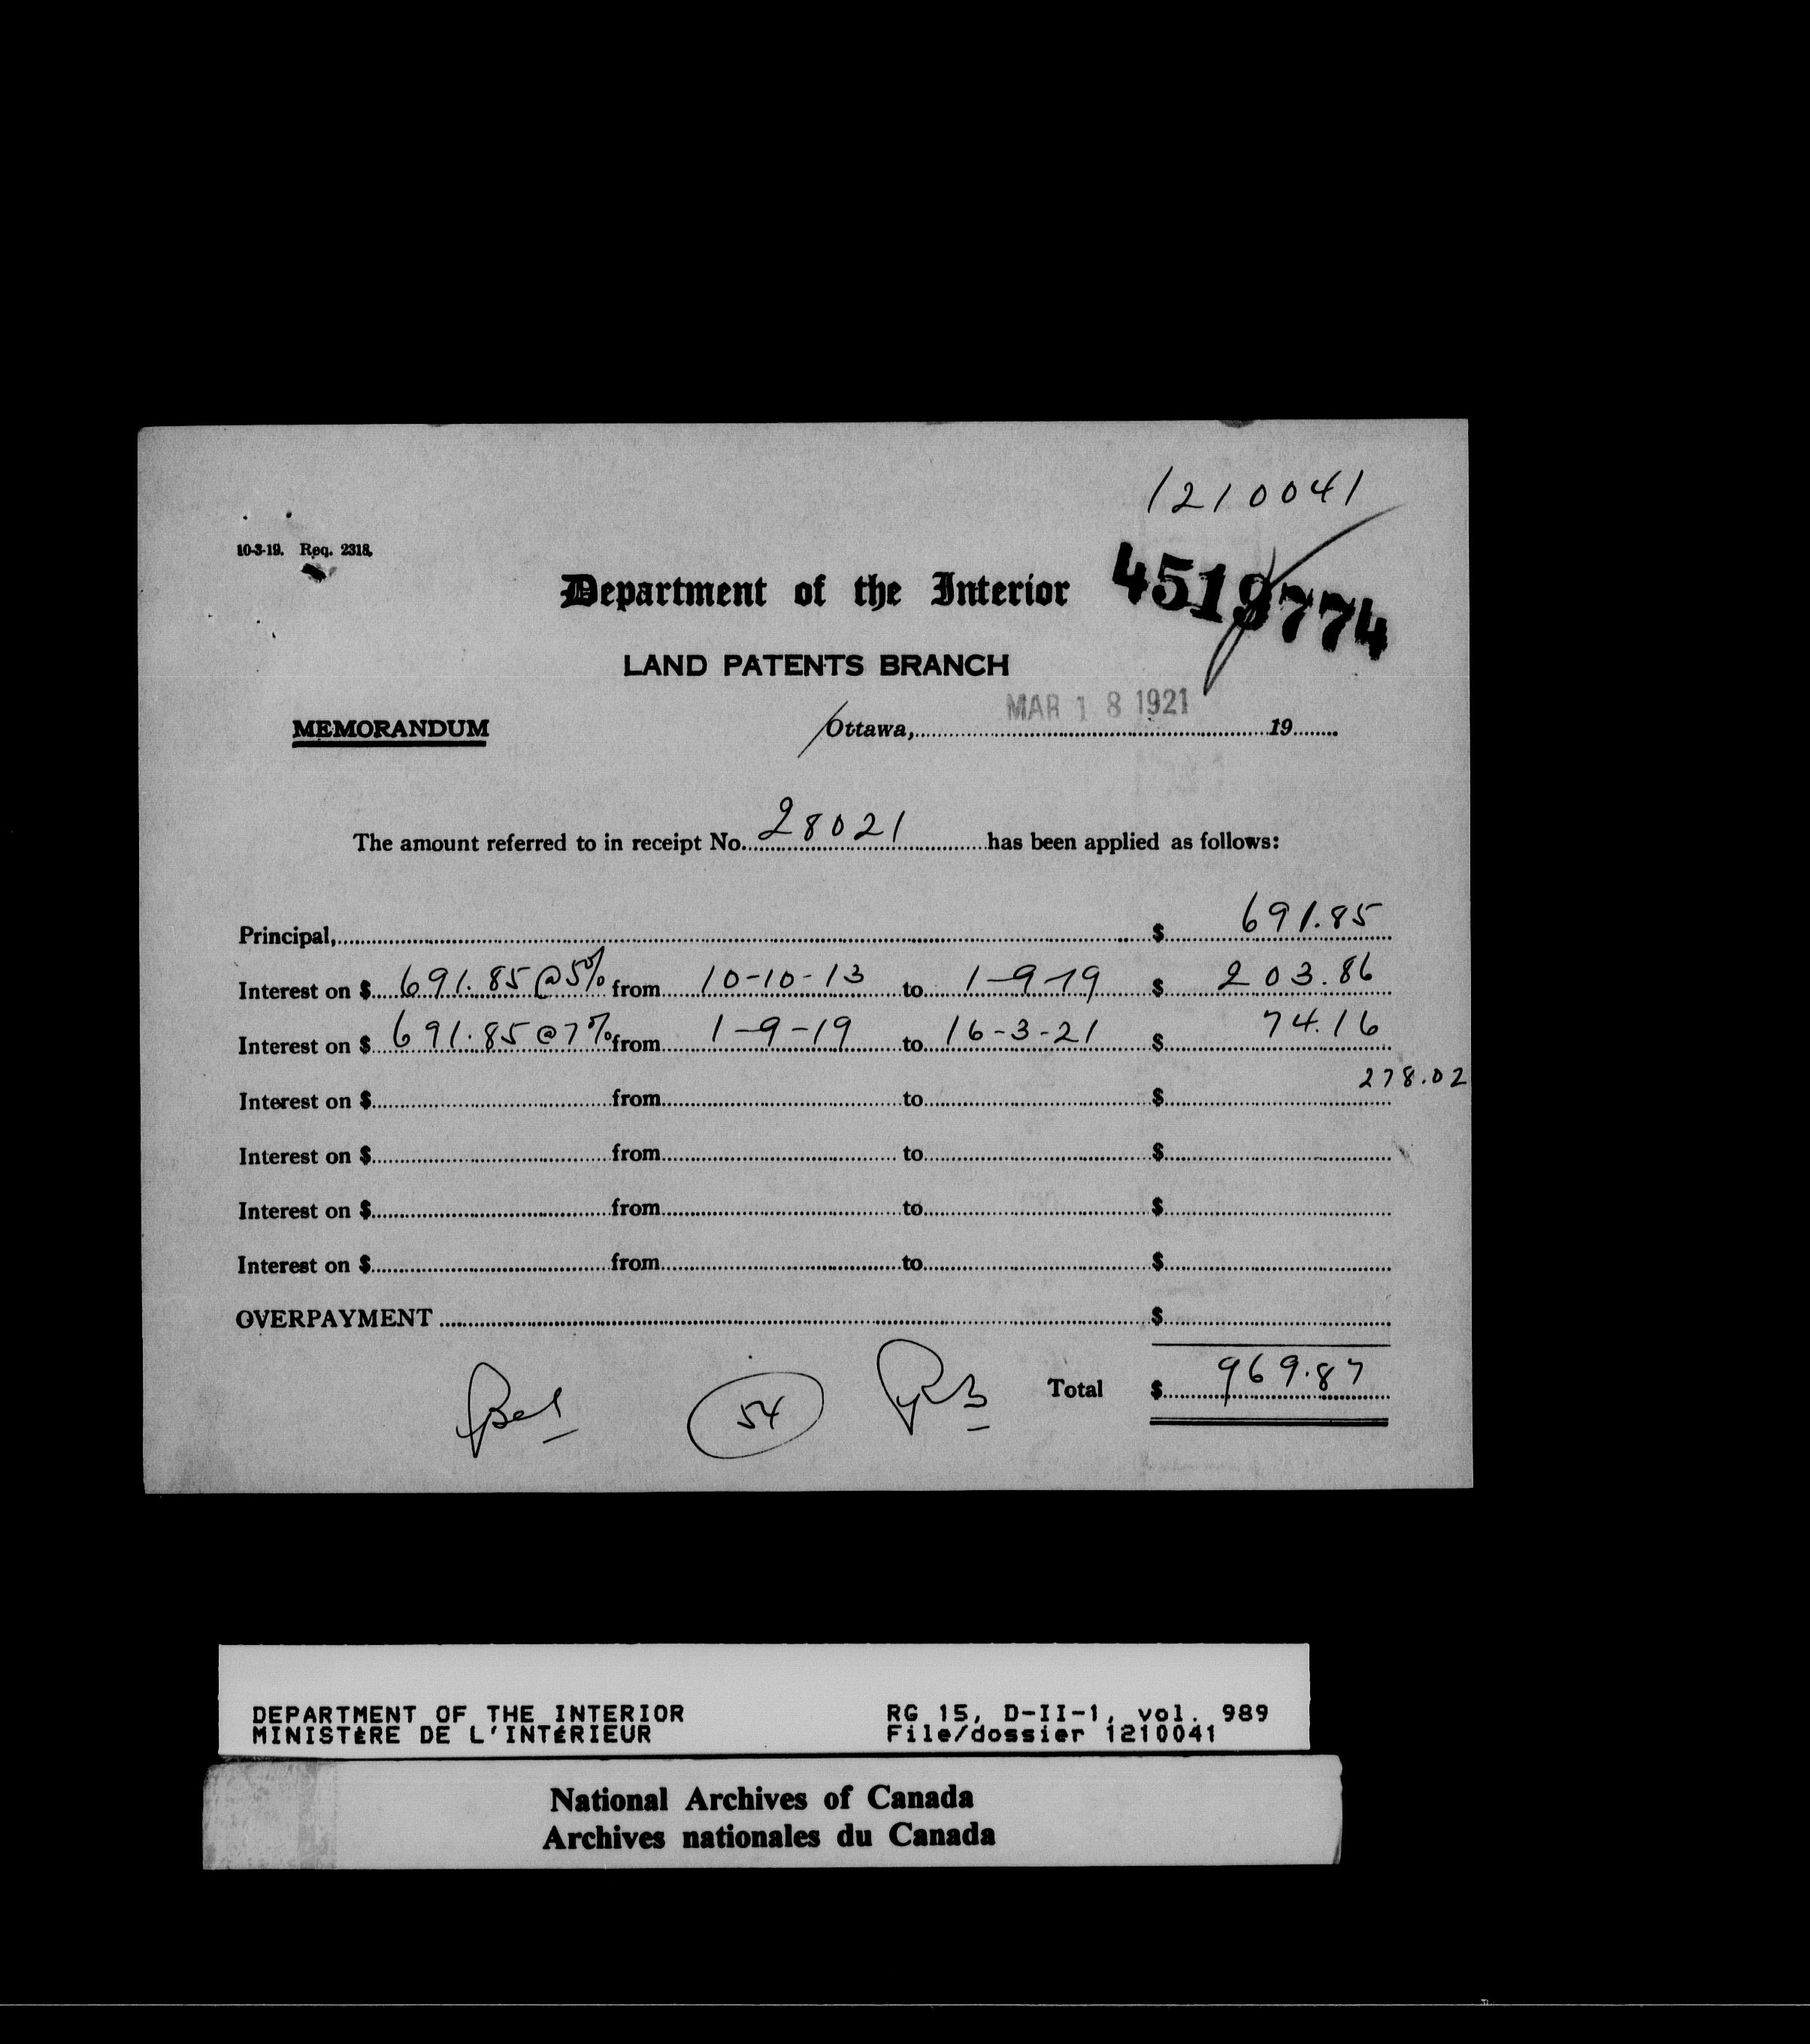 1210041
10-3-19. Req. 2318.
Department of the Interior
4519774
LAND PATENTS BRANCH
MAR 18 1921
MEMORANDUM
Ottawa, 19
The amount referred to in receipt No. 28021 has been applied as follows:
Principal, $ 691.85
Interest on $ 691.85 @ 5% from 10-10-13 to 1-9-19 $ 203.86
Interest on $ 691.85 @ 7% from 1-9-19 to 16-3-21 $ 74.16
278.02
Interest on $ from to $
Interest on $ from to $
Interest on $ from to $
Interest on $ from to $
OVERPAYMENT $
54
Total $ 969.87
DEPARTMENT OF THE INTERIOR RG 15, D-II-1, vol. 989
MINISTÈRE DE L'INTÉRIEUR File/dossier 1210041
National Archives of Canada
Archives nationales du Canada